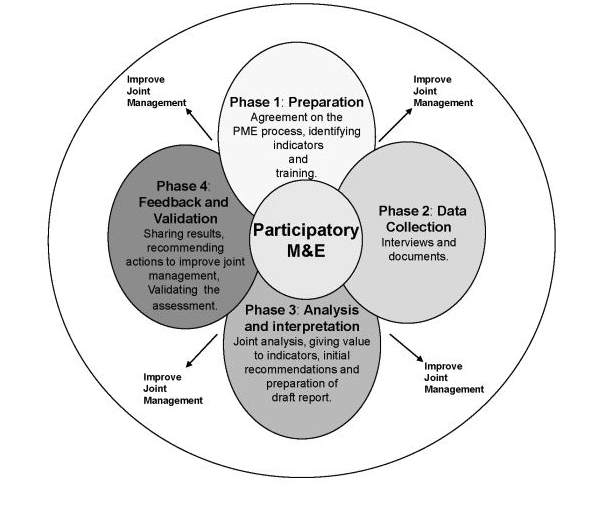 Improve
Joint
Management
Improve
Joint
Management
Phase 1: Preparation
Agreement on the
PME process, identifying
indicators
and
training.
Phase 4:
Feedback and
Validation
Sharing results,
recommending
actions to improve joint
management,
Validating the
assessment.
Phase 2: Data
Collection
Interviews and
documents.
Participatory
M&E
Phase 3: Analysis
and interpretation
Joint analysis, giving value
to indicators, initial
recommendations and
preparation of
draft report.
Improve
Joint
Management
Improve
Joint
Management